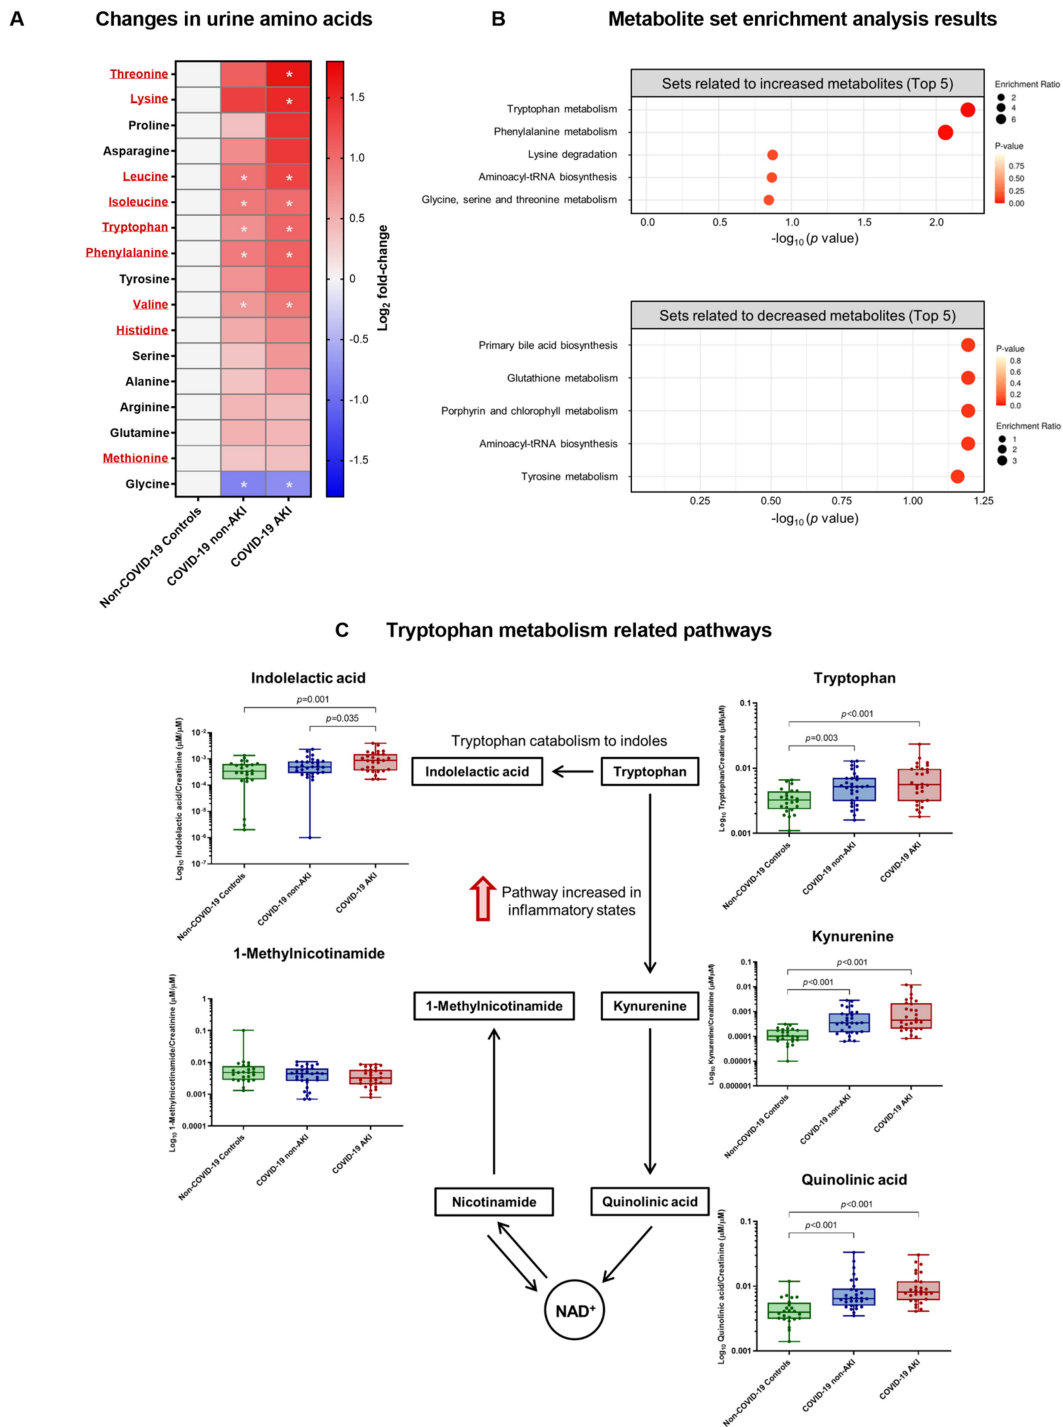 A Changes in urine amino acids
Threonine
Lysine
Proline
Asparagine
Leucine
Isoleucine
Tryptophan
Phenylalanine
Tyrosine
Valine
Histidine
Serine
Alanine
Arginine
Glutamine
Methionine
Glycine
* 
*
* *
* *
* *
* *
* *
* *
Non-COVID-19 Controls
COVID-19 non-AKI
COVID-19 AKI
1.5
1.0
0.5
0
-0.5
-1.0
-1.5
Log2 fold-change
B Metabolite set enrichment analysis results
Sets related to increased metabolites (Top 5)
Tryptophan metabolism
Phenylalanine metabolism
Lysine degradation
Aminoacyl-tRNA biosynthesis
Glycine, serine and threonine metabolism
0.0 0.5 1.0 1.5 2.0
-log10 (p value)
Enrichment Ratio
2
4
6
P-value
0.75
0.50
0.25
0.00
Sets related to decreased metabolites (Top 5)
Primary bile acid biosynthesis
Glutathione metabolism
Porphyrin and chlorophyll metabolism
Aminoacyl-tRNA biosynthesis
Tyrosine metabolism
0.25 0.50 0.75 1.00 1.25
-log10 (p value)
P-value
0.8
0.6
0.4
0.2
0.0
Enrichment Ratio
1
2
3
C Tryptophan metabolism related pathways
Indolelactic acid
p=0.001
p=0.035
Log10 Indolelactic acid/Creatinine (μM/μM)
10-2
10-3
10-4
10-5
10-6
10-7
Non-COVID-19 Controls
COVID-19 non-AKI
COVID-19 AKI
Tryptophan catabolism to indoles
Indolelactic acid
Tryptophan
Pathway increased in
inflammatory states
Tryptophan
p<0.001
p=0.003
Log10 Tryptophan/Creatinine (μM/μM)
0.1
0.01
0.001
Non-COVID-19 Controls
COVID-19 non-AKI
COVID-19 AKI
1-Methylnicotinamide
Log10 1-Methylnicotinamide/Creatinine (μM/μM)
1
0.1
0.01
0.001
0.0001
Non-COVID-19 Controls
COVID-19 non-AKI
COVID-19 AKI
1-Methylnicotinamide
Kynurenine
Kynurenine
p<0.001
p<0.001
Log10 Kynurenine/Creatinine (μM/μM)
0.1
0.01
0.001
0.0001
0.00001
0.000001
Non-COVID-19 Controls
COVID-19 non-AKI
COVID-19 AKI
Nicotinamide
Quinolinic acid
NAD+
Quinolinic acid
p<0.001
p<0.001
Log10 Quinolinic acid/Creatinine (μM/μM)
0.1
0.01
0.001
Non-COVID-19 Controls
COVID-19 non-AKI
COVID-19 AKI